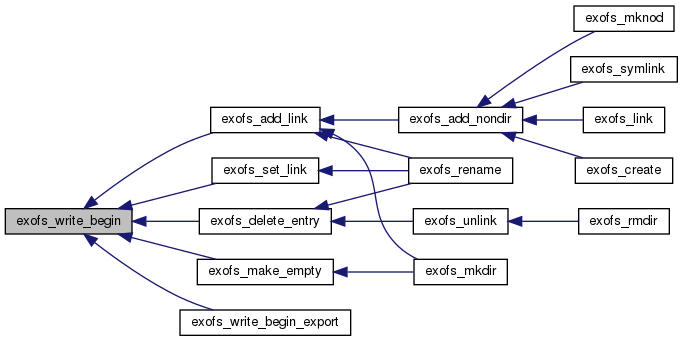 exofs_mknod
exofs_symlink
exofs_add_link
exofs_add_nondir
exofs_link
exofs_set_link
exofs_rename
exofs_create
exofs_write_begin
exofs_delete_entry
exofs_unlink
exofs_rmdir
exofs_make_empty
exofs_mkdir
exofs_write_begin_export